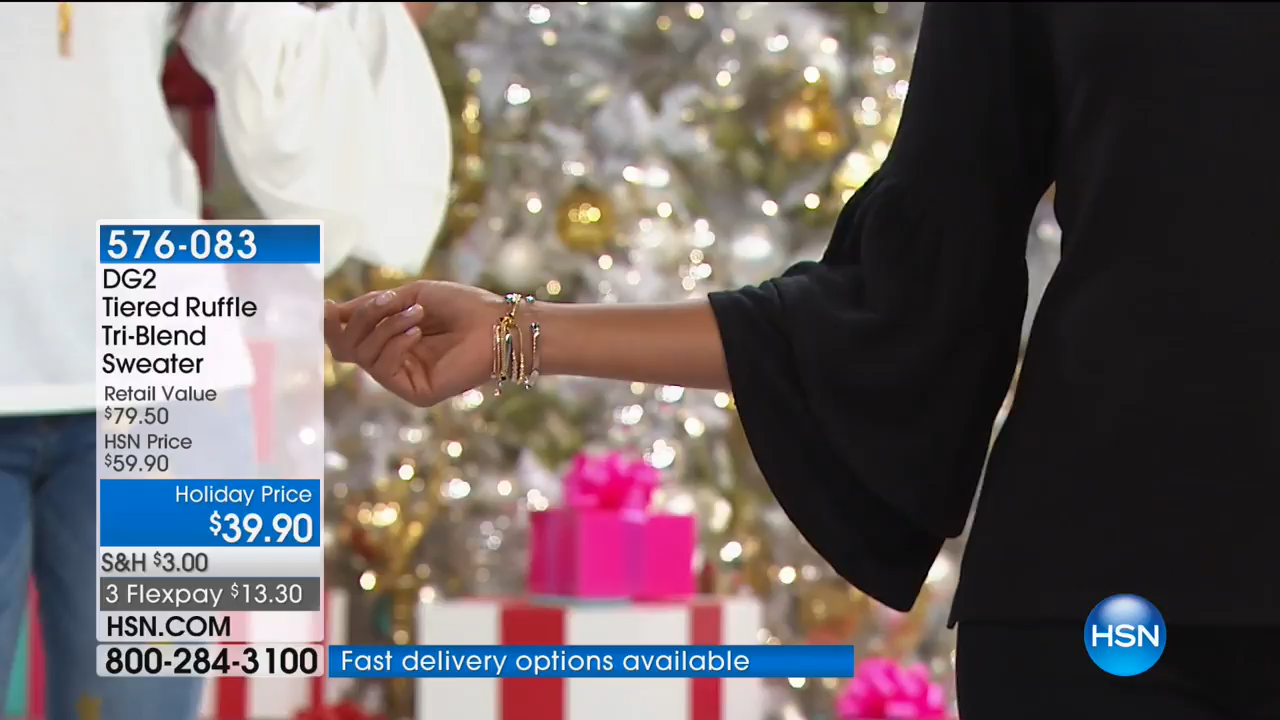 576-083
DG2
Tiered Ruffle
Tri-Blend
Sweater
Retail Value
$79.50
HSN Price
$59.90
Holiday Price
$39.90
S&H $3.00
3 Flexpay $13.30
HSN.COM
800-284-3100
Fast delivery options available
HSN